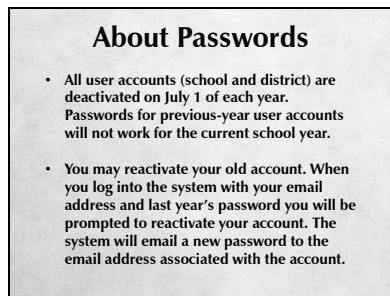 About Passwords
• All user accounts (school and district) are
deactivated on July 1 of each year.
Passwords for previous-year user accounts
will not work for the current school year.
• You may reactivate your old account. When
you log into the system with your email
address and last year's password you will be
prompted to reactivate your account. The
system will email a new password to the
email address associated with the account.